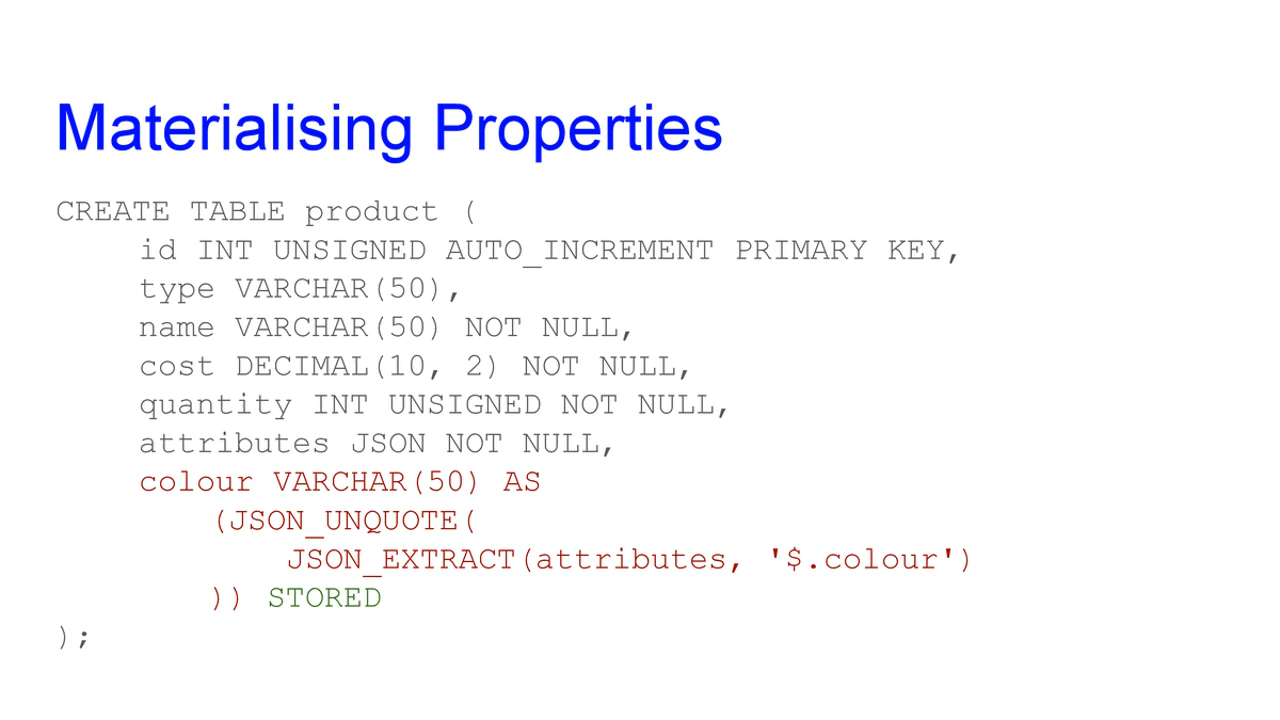 Materialising Properties
CREATE TABLE product (
id INT UNSIGNED AUTO_INCREMENT PRIMARY KEY,
type VARCHAR(50),
name VARCHAR(50) NOT NULL,
cost DECIMAL(10, 2) NOT NULL,
quantity INT UNSIGNED NOT NULL,
attributes JSON NOT NULL,
colour VARCHAR(50) AS
(JSON_UNQUOTE(
JSON_EXTRACT(attributes, '$.colour')
)) STORED
);